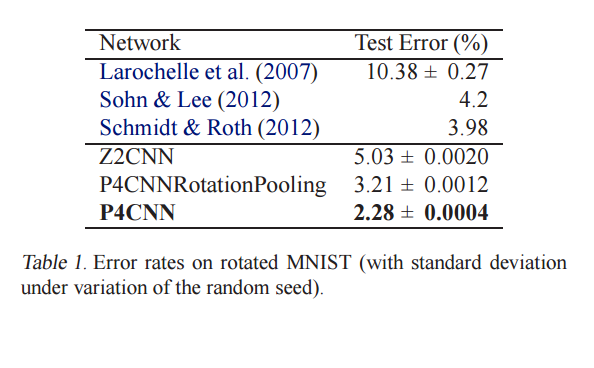 Network Test Error (%)
Larochelle et al. (2007) 10.38 ± 0.27
Sohn & Lee (2012) 4.2
Schmidt & Roth (2012) 3.98
Z2CNN 5.03 ± 0.0020
P4CNNRotationPooling 3.21 ± 0.0012
P4CNN 2.28 ± 0.0004
Table 1. Error rates on rotated MNIST (with standard deviation
under variation of the random seed).